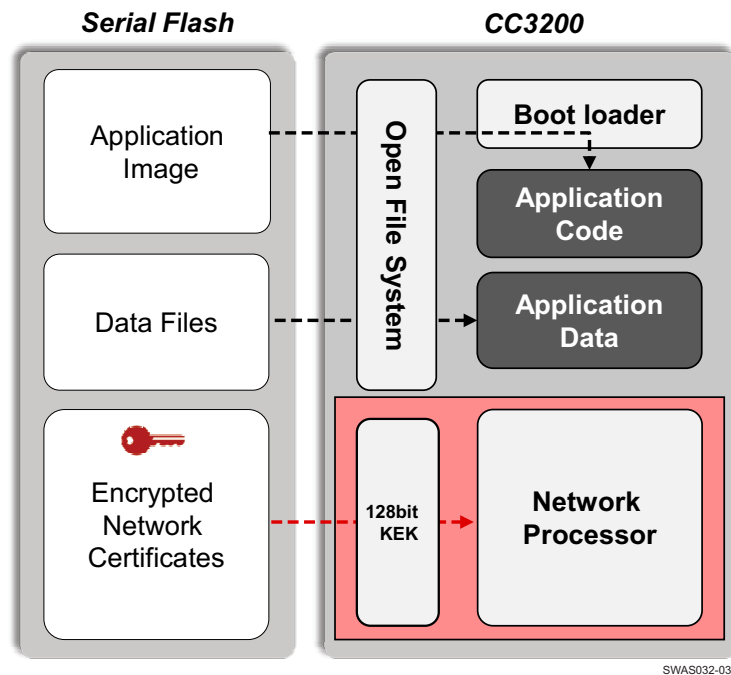 Serial Flash
CC3200
Application
Image
Data Files
Encrypted
Network
Certificates
Open File System
Boot loader
Application
Code
Application
Data
128bit
KEK
Network
Processor
SWAS032-03